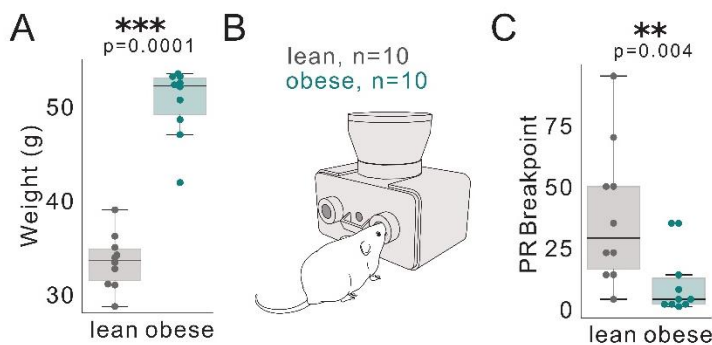 A
***
p=0.0001
Weight (g)
50
40
30
lean obese
B
lean, n=10
obese, n=10
C
**
p=0.004
PR Breakpoint
75
50
25
0
lean obese